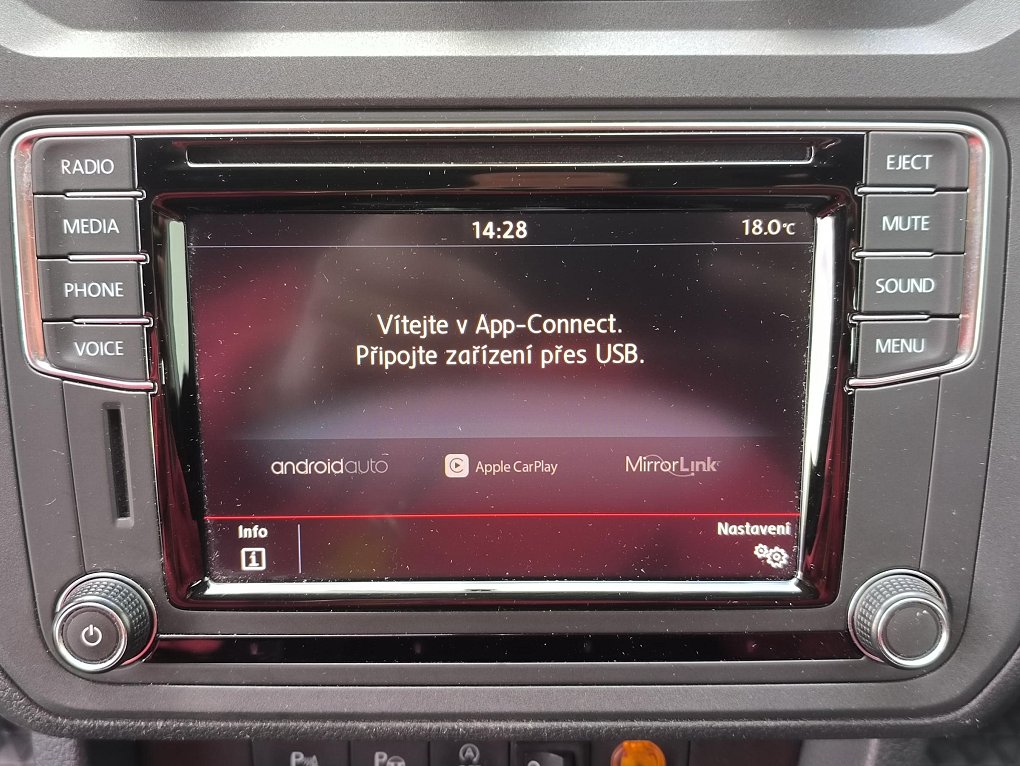 RADIO
MEDIA
PHONE
VOICE
EJECT
MUTE
SOUND
MENU
14:28
18.0°C
Vítejte v App-Connect.
Připojte zařízení přes USB.
androidauto
Apple CarPlay
MirrorLink
Info
i
Nastavení
P
P
A